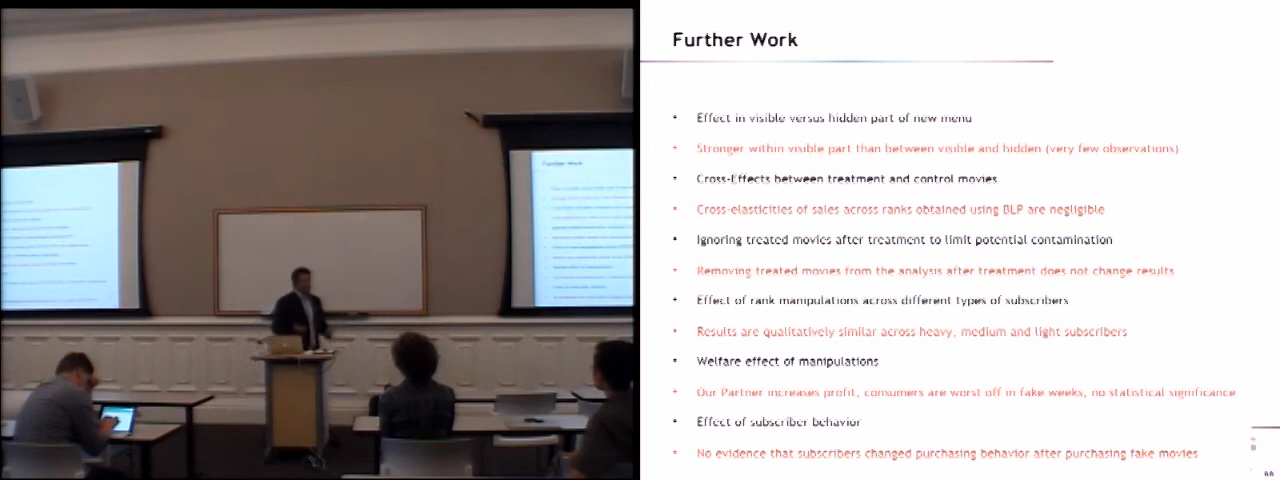 Further Work
• Effect in visible versus hidden part of new menu
• Stronger within visible part than between visible and hidden (very few observations)
• Cross-Effects between treatment and control movies
• Cross-elasticities of sales across ranks obtained using BLP are negligible
• Ignoring treated movies after treatment to limit potential contamination
• Removing treated movies from the analysis after treatment does not change results
• Effect of rank manipulations across different types of subscribers
• Results are qualitatively similar across heavy, medium and light subscribers
• Welfare effect of manipulations
• Our Partner increases profit, consumers are worst off in fake weeks, no statistical significance
• Effect of subscriber behavior
• No evidence that subscribers changed purchasing behavior after purchasing fake movies
Further Work